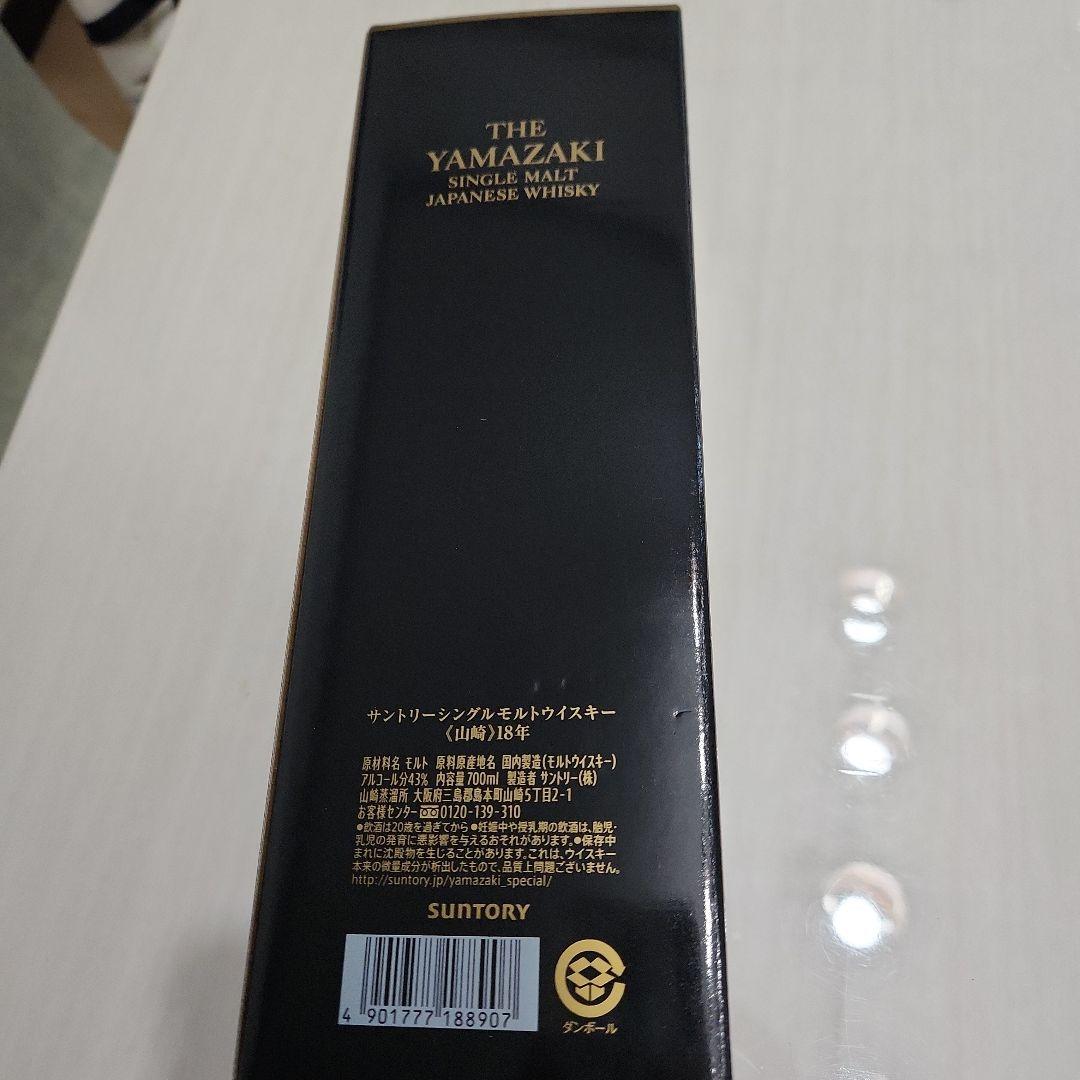 THE
YAMAZAKI
SINGLE MALT
JAPANESE WHISKY
サントリーシングルモルトウイスキー
《山崎》18年
原材料名 モルト 原料原産地名 国内製造(モルトウイスキー)
アルコール分43% 内容量700ml 製造者 サントリー(株)
山崎蒸溜所 大阪府三島郡島本町山崎5丁目2-1
お客様センター 0120-139-310
●飲酒は20歳を過ぎてから ●妊娠中や授乳期の飲酒は、胎児・
乳児の発育に悪影響を与えるおそれがあります。●保存中
まれに沈殿物を生じることがあります。これは、ウイスキー
本来の微量成分が析出したもので、品質上問題ございません。
http://suntory.jp/yamazaki_special/
SUNTORY
4 901777 188907
ダンボール